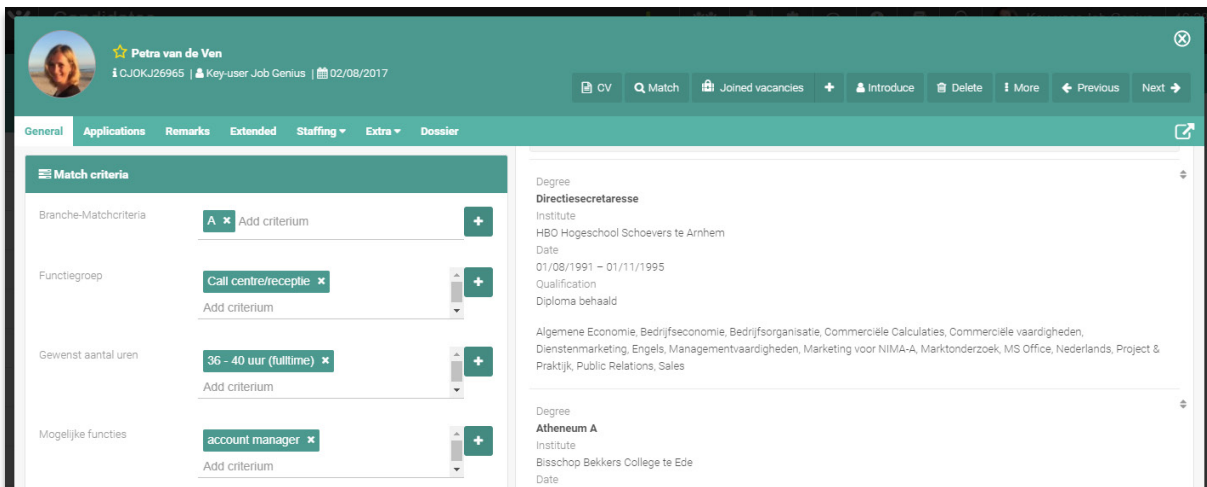 Candidates
Petra van de Ven
CJOKJ26965 | Key-user Job Genius | 02/08/2017
CV Match Joined vacancies + Introduce Delete More Previous Next
General Applications Remarks Extended Staffing Extra Dossier
Match criteria
Branche-Matchcriteria
A × Add criterium
+
Functiegroep
Call centre/receptie ×
Add criterium
+
Gewenst aantal uren
36 - 40 uur (fulltime) ×
Add criterium
+
Mogelijke functies
account manager ×
Add criterium
+
Degree
Directiesecretaresse
Institute
HBO Hogeschool Schoevers te Arnhem
Date
01/08/1991 – 01/11/1995
Qualification
Diploma behaald
Algemene Economie, Bedrijfseconomie, Bedrijfsorganisatie, Commerciële Calculaties, Commerciële vaardigheden,
Dienstenmarketing, Engels, Managementvaardigheden, Marketing voor NIMA-A, Marktonderzoek, MS Office, Nederlands, Project &
Praktijk, Public Relations, Sales
Degree
Atheneum A
Institute
Bisschop Bekkers College te Ede
Date